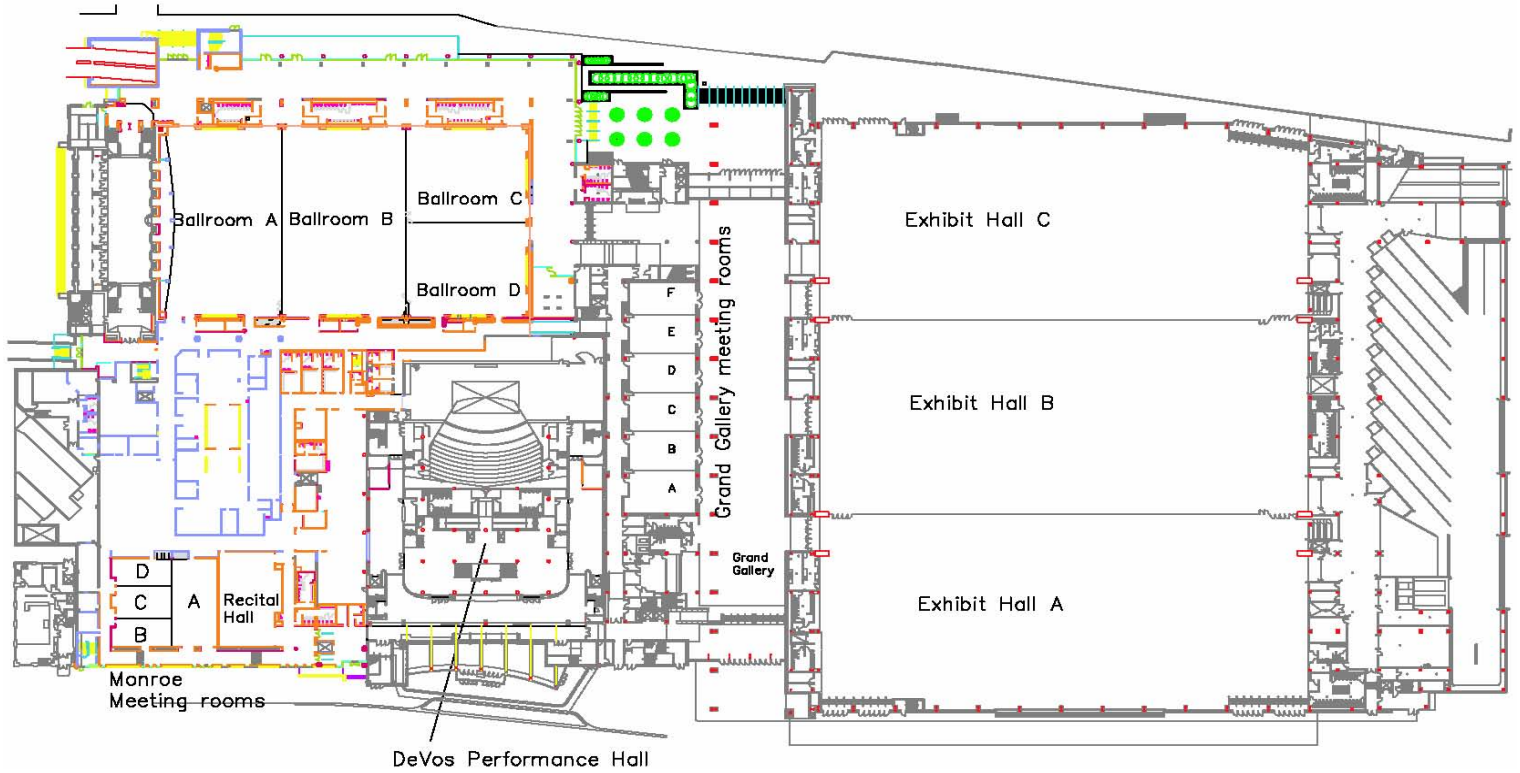 Ballroom A
Ballroom B
Ballroom C
Ballroom D
Exhibit Hall C
Exhibit Hall B
Exhibit Hall A
Grand Gallery meeting rooms
F
E
D
C
B
A
Grand
Gallery
D
C
B
A
Recital
Hall
Monroe
Meeting rooms
DeVos Performance Hall